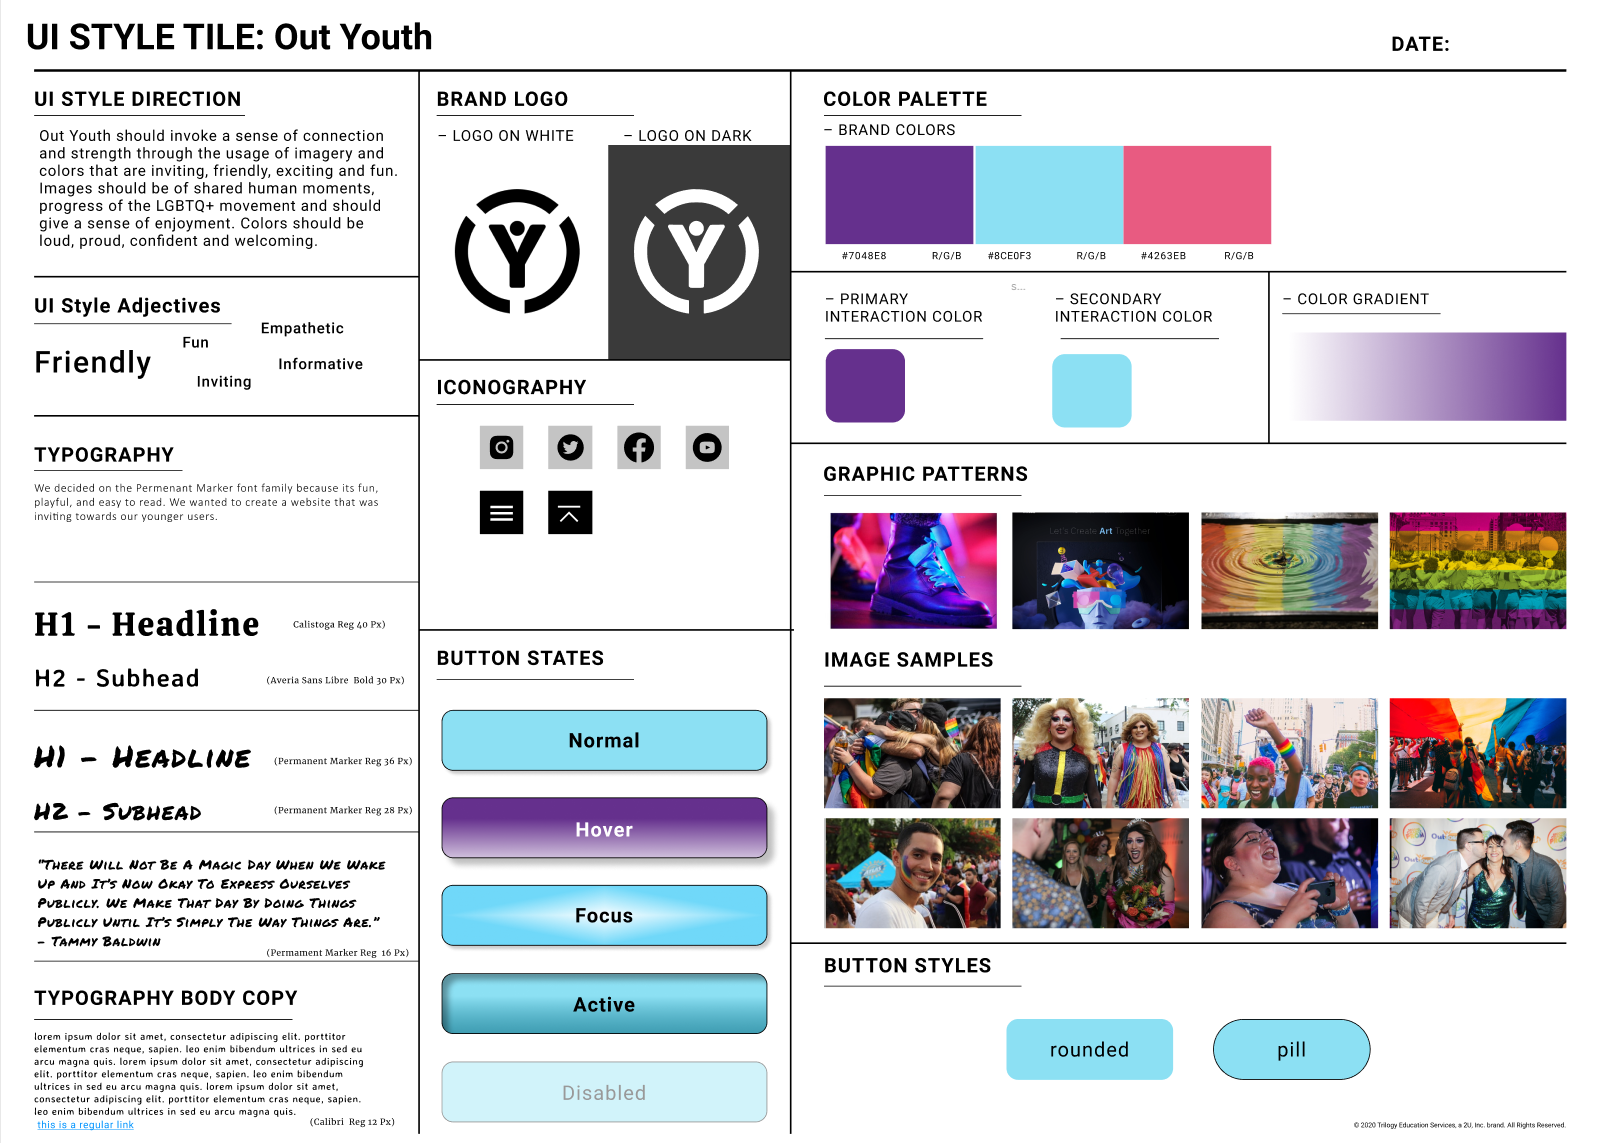 UI STYLE TILE: Out Youth
DATE:
UI STYLE DIRECTION
Out Youth should invoke a sense of connection
and strength through the usage of imagery and
colors that are inviting, friendly, exciting and fun.
Images should be of shared human moments,
progress of the LGBTQ+ movement and should
give a sense of enjoyment. Colors should be
loud, proud, confident and welcoming.
UI Style Adjectives
Empathetic
Fun
Friendly
Informative
Inviting
TYPOGRAPHY
We decided on the Permenant Marker font family because its fun,
playful, and easy to read. We wanted to create a website that was
inviting towards our younger users.
H1 - Headline
Calistoga Reg 40 Px)
H2 - Subhead
(Averia Sans Libre Bold 30 Px)
H1 - Headline
(Permanent Marker Reg 36 Px)
H2 - Subhead
(Permanent Marker Reg 28 Px)
"There Will Not Be A Magic Day When We Wake
Up And It's Now Okay To Express Ourselves
Publicly. We Make That Day By Doing Things
Publicly Until It's Simply The Way Things Are."
- Tammy Baldwin
(Permament Marker Reg 16 Px)
TYPOGRAPHY BODY COPY
lorem ipsum dolor sit amet, consectetur adipiscing elit. porttitor
elementum cras neque, sapien. leo enim bibendum ultrices in sed eu
arcu magna quis. lorem ipsum dolor sit amet, consectetur adipiscing
elit. porttitor elementum cras neque, sapien. leo enim bibendum
ultrices in sed eu arcu magna quis. lorem ipsum dolor sit amet,
consectetur adipiscing elit. porttitor elementum cras neque, sapien.
leo enim bibendum ultrices in sed eu arcu magna quis.
(Calibri Reg 12 Px)
this is a regular link
BRAND LOGO
– LOGO ON WHITE
– LOGO ON DARK
ICONOGRAPHY
BUTTON STATES
Normal
Hover
Focus
Active
Disabled
COLOR PALETTE
– BRAND COLORS
#7048E8
R/G/B
#8CE0F3
R/G/B
#4263EB
R/G/B
s...
– PRIMARY
INTERACTION COLOR
– SECONDARY
INTERACTION COLOR
– COLOR GRADIENT
GRAPHIC PATTERNS
Let's Create Art Together
IMAGE SAMPLES
BUTTON STYLES
rounded
pill
© 2020 Trilogy Education Services, a 2U, Inc. brand. All Rights Reserved.